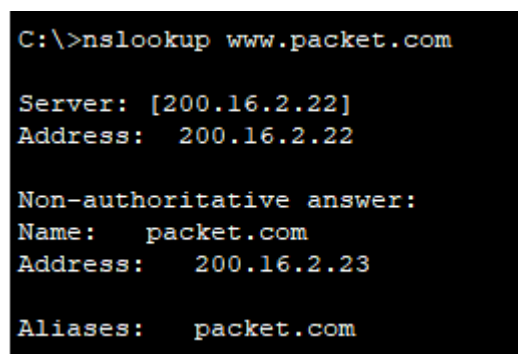 C:\>nslookup www.packet.com
Server: [200.16.2.22]
Address: 200.16.2.22
Non-authoritative answer:
Name: packet.com
Address: 200.16.2.23
Aliases: packet.com